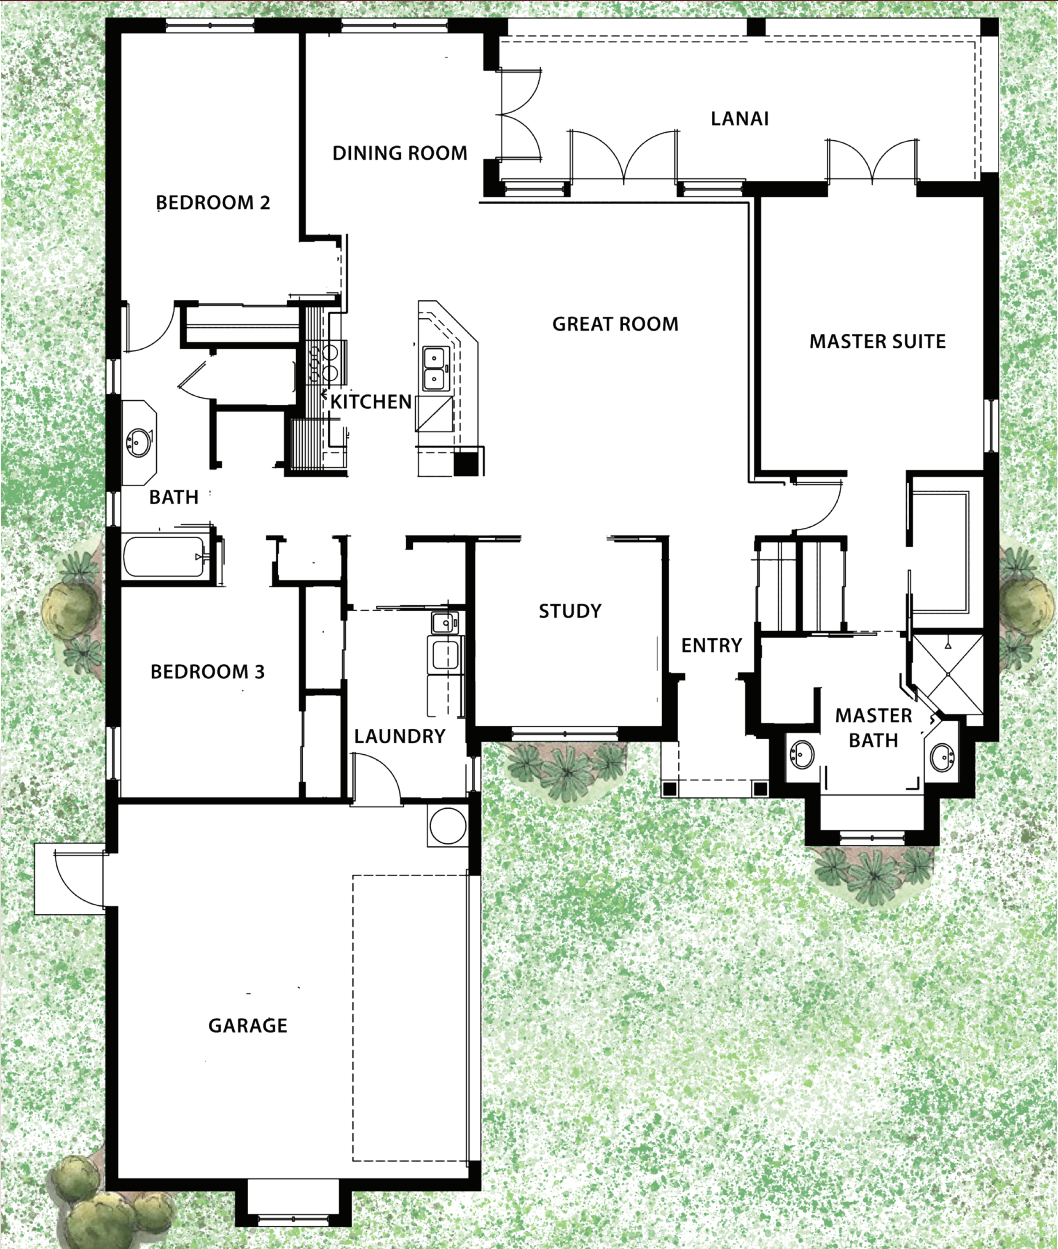 LANAI
DINING ROOM
BEDROOM 2
GREAT ROOM
MASTER SUITE
KITCHEN
BATH
STUDY
ENTRY
BEDROOM 3
MASTER
BATH
LAUNDRY
GARAGE